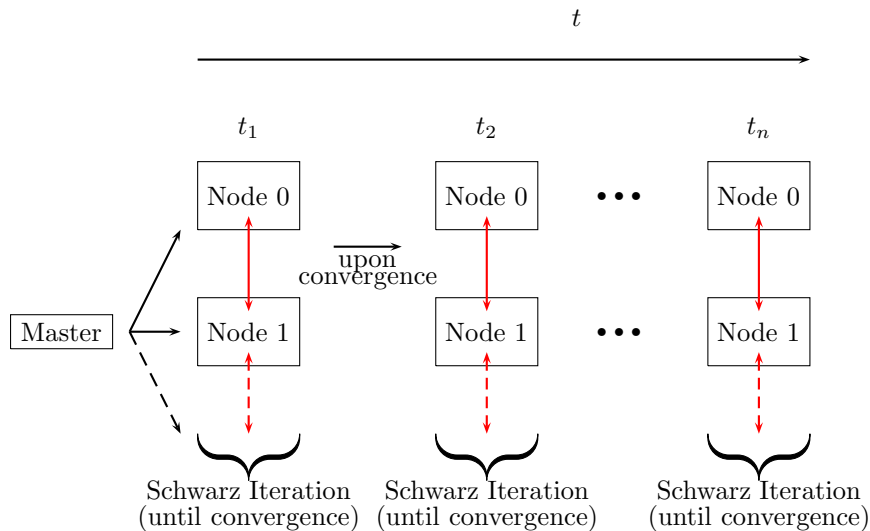 t
t1 t2 tn
Node 0 Node 0 ••• Node 0
upon
convergence
Master Node 1 Node 1 ••• Node 1
Schwarz Iteration Schwarz Iteration Schwarz Iteration
(until convergence) (until convergence) (until convergence)